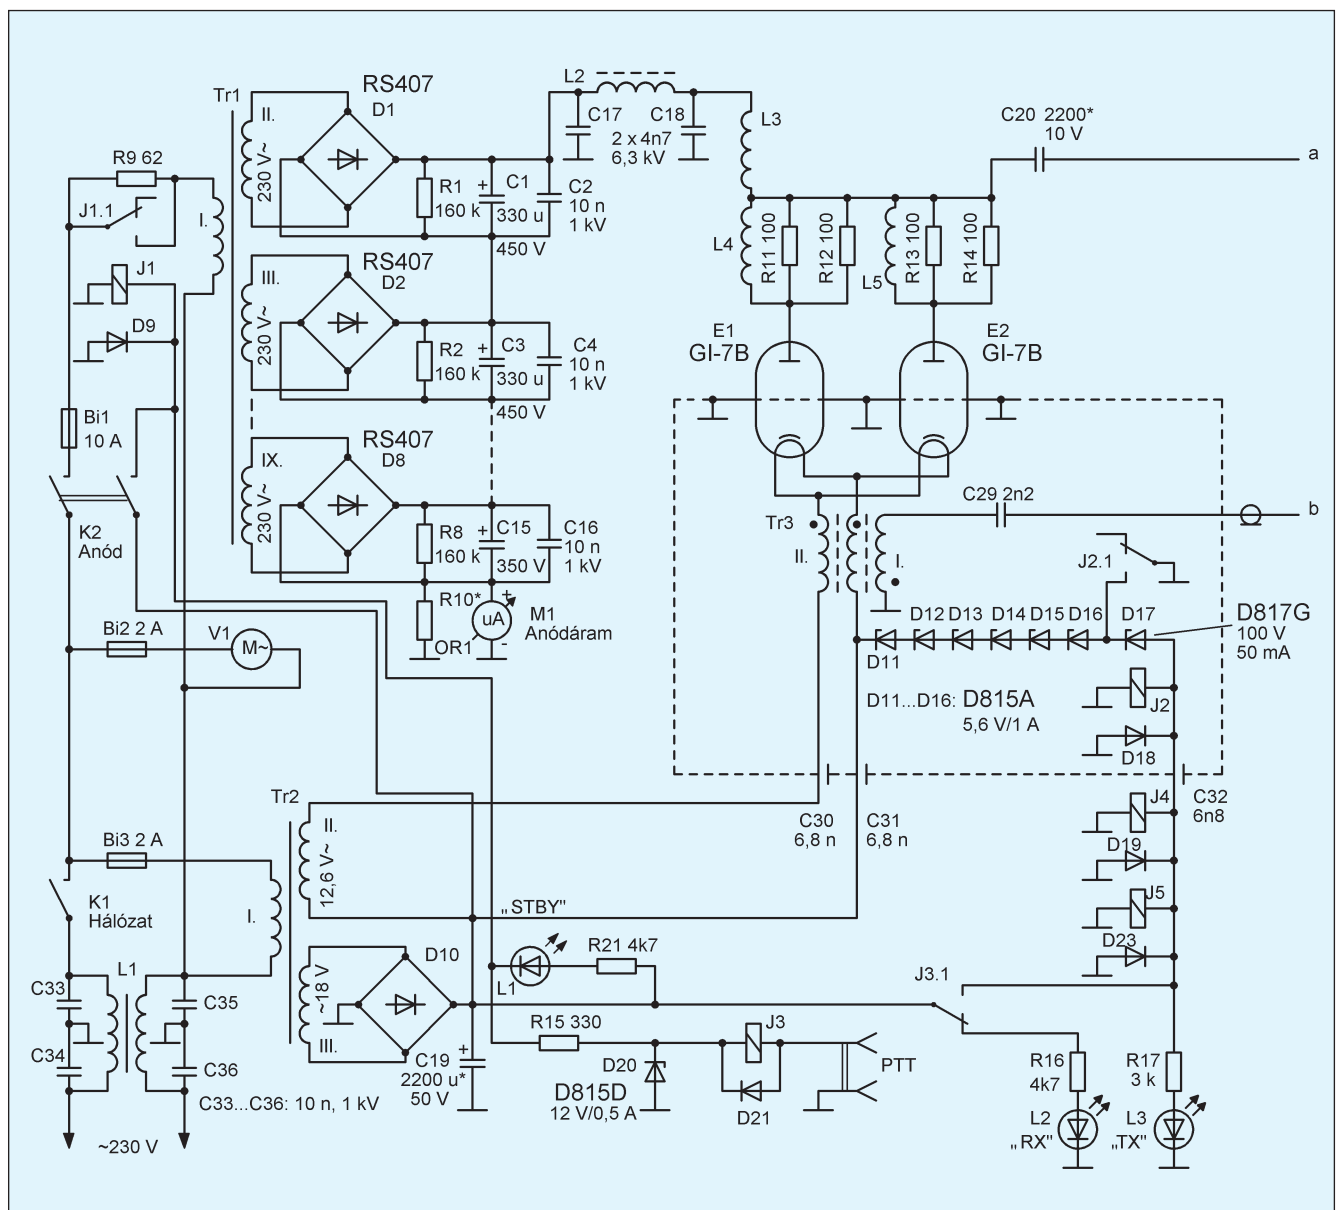 RS407
D1
L2
Tr1
II.
230 V~
C17
C18
2 x 4n7
6,3 kV
L3
C20 2200*
10 V
a
R9 62
J1.1
I.
R1
160 k
+
C1
330 u
C2
10 n
1 kV
450 V
L4
R11 100
R12 100
L5
R13 100
R14 100
RS407
D2
J1
III.
230 V~
D9
R2
160 k
+
C3
330 u
C4
10 n
1 kV
450 V
E1
GI-7B
E2
GI-7B
Bi1
10 A
RS407
D8
IX.
230 V~
K2
Anód
R8
160 k
+
C15
350 V
C16
10 n
1 kV
Tr3
II.
I.
C29 2n2
b
J2.1
R10*
+
uA
-
OR1
M1
Anódáram
D11
D12
D13
D14
D15
D16
D17
D817G
100 V
50 mA
D11...D16: D815A
5,6 V/1 A
J2
D18
Bi2 2 A
V1
M~
Tr2
II.
12,6 V~
C30
6,8 n
C31
6,8 n
C32
6n8
J4
D19
J5
D23
Bi3 2 A
K1
Hálózat
I.
„STBY”
L1
R21 4k7
D10
~18 V
III.
J3.1
C33
C34
L1
C35
C36
C33...C36: 10 n, 1 kV
~230 V
+
C19
2200 u*
50 V
R15 330
D20
D815D
12 V/0,5 A
J3
D21
PTT
R16
4k7
R17
3 k
L2
„RX”
L3
„TX”